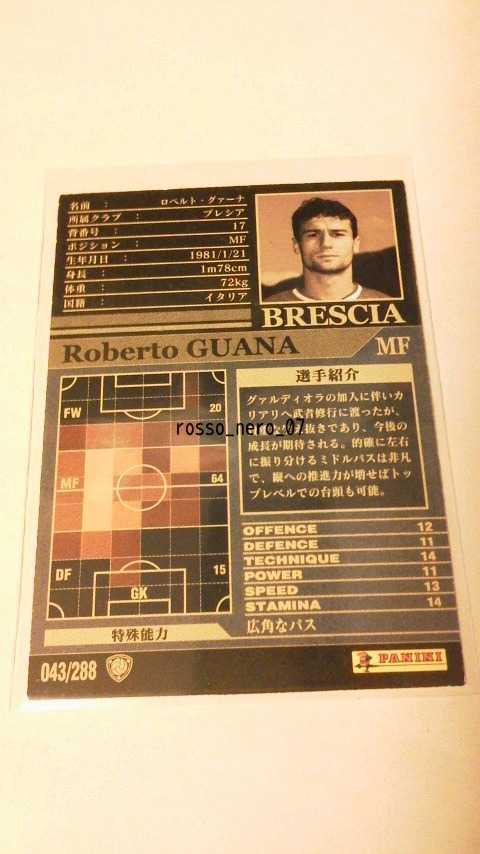 名前 : ロベルト・グァーナ
所属クラブ : ブレシア
背番号 : 17
ポジション : MF
生年月日 : 1981/1/21
身長 : 1m78cm
体重 : 72kg
国籍 : イタリア
BRESCIA
Roberto GUANA MF
FW 20
MF 64
DF 15
GK
選手紹介
グァルディオラの加入に伴いカ
リアリへ武者修行に渡ったが、
抜きであり、今後の
成長が期待される。的確に左右
に振り分けるミドルパスは非凡
で、縦への推進力が増せばトッ
プレベルでの台頭も可能。
rosso_nero_07
OFFENCE 12
DEFENCE 11
TECHNIQUE 14
POWER 11
SPEED 13
STAMINA 14
特殊能力 広角なパス
043/288
PANINI